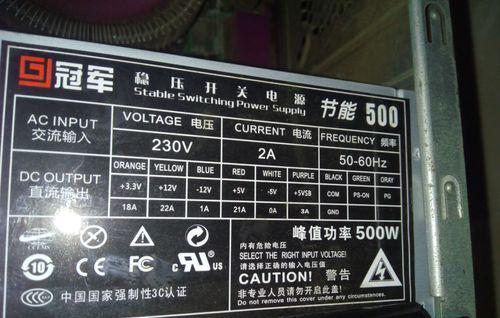 冠军 稳压开关电源 节能 500
Stable Switching Power Supply
AC INPUT 交流输入 VOLTAGE 电压 CURRENT 电流 FREQUENCY 频率
230V 2A 50-60Hz
DC OUTPUT 直流输出 ORANGE YELLOW BLUE RED WHITE PURPLE BLACK GREEN GRAY
+3.3V +12V -12V +5V -5V +5VSB COM PS-ON PG
18A 22A 1A 21A 0A 3A GND
峰值功率 500W
内有危险电压
SELECT THE RIGHT INPUT VOLTAGE!
请选择正确的输入电压值
CAUTION! 警告
非专业人员请勿开启此盖!
Do not remove this cover under any circumstances.
10 CE c UL US
CCC 中国国家强制性3C认证